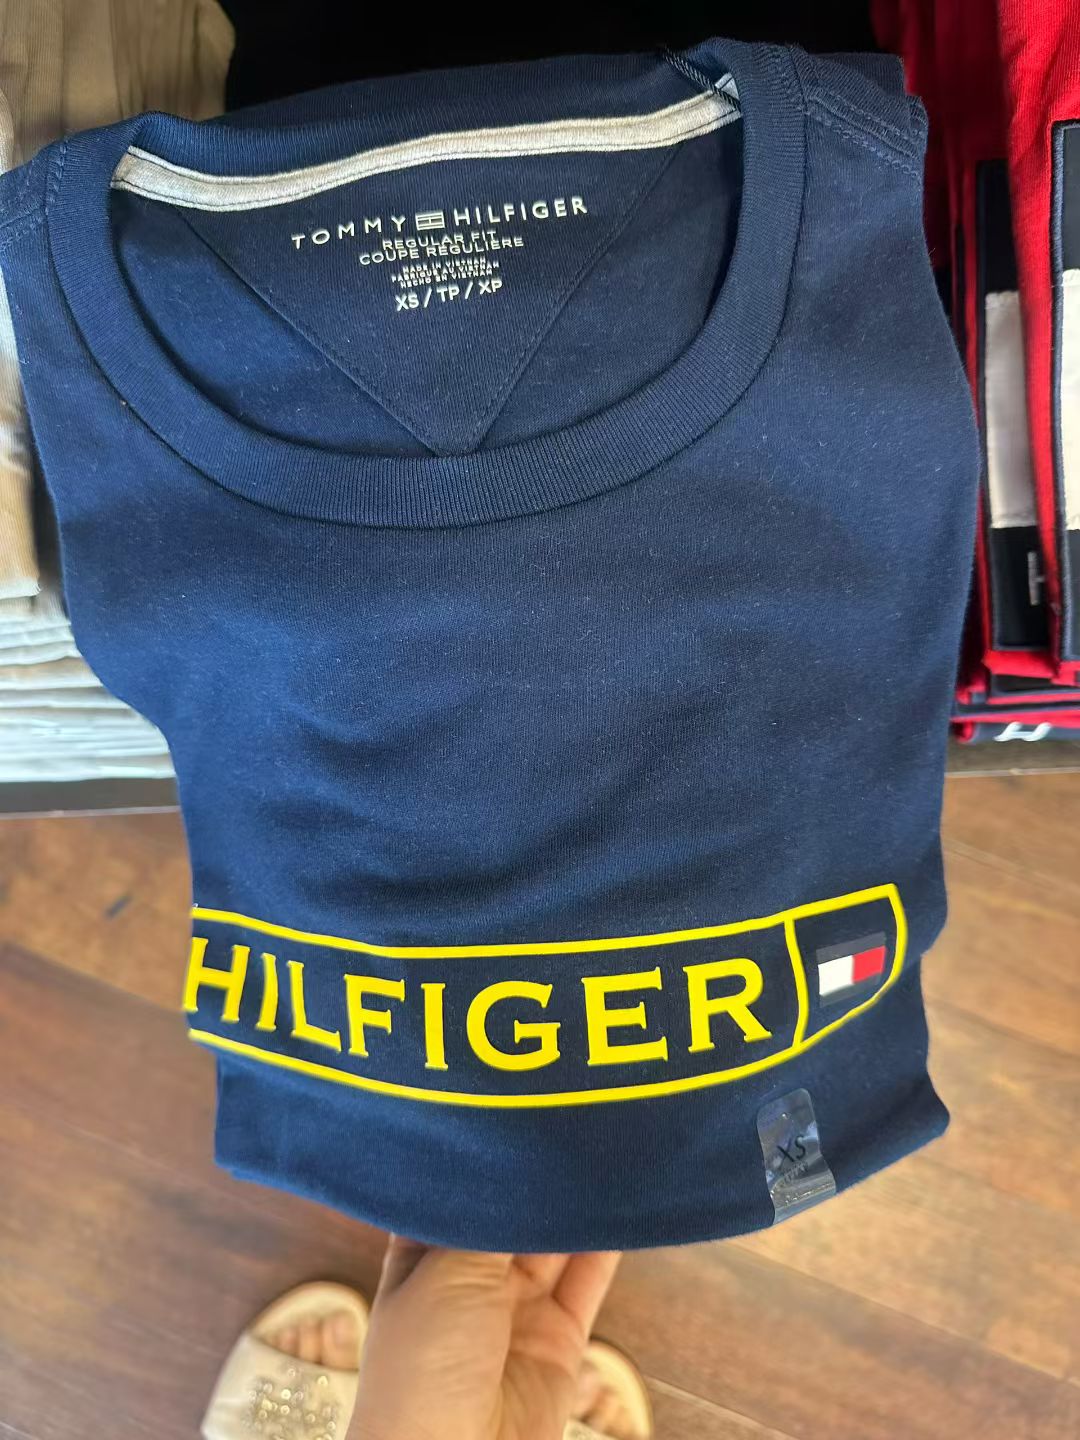 TOMMY HILFIGER
REGULAR FIT
COUPE RÉGULIÈRE
MADE IN VIETNAM
FABRIQUÉ AU VIETNAM
HECHO EN VIETNAM
XS / TP / XP
HILFIGER
XS